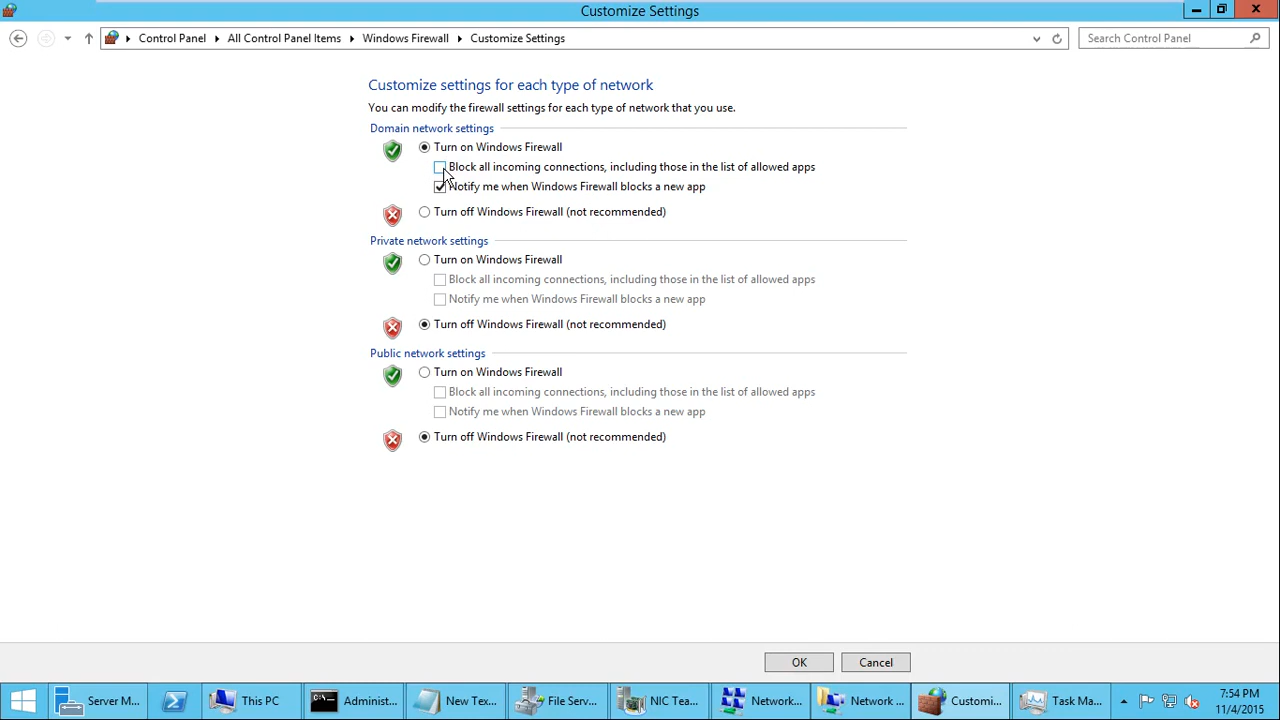 Customize Settings
Control Panel
All Control Panel Items
Windows Firewall
Customize Settings
Search Control Panel
Customize settings for each type of network
You can modify the firewall settings for each type of network that you use.
Domain network settings
Turn on Windows Firewall
Block all incoming connections, including those in the list of allowed apps
Notify me when Windows Firewall blocks a new app
Turn off Windows Firewall (not recommended)
Private network settings
Turn on Windows Firewall
Block all incoming connections, including those in the list of allowed apps
Notify me when Windows Firewall blocks a new app
Turn off Windows Firewall (not recommended)
Public network settings
Turn on Windows Firewall
Block all incoming connections, including those in the list of allowed apps
Notify me when Windows Firewall blocks a new app
Turn off Windows Firewall (not recommended)
OK
Cancel
Server M...
This PC
C:\
Administ...
New Tex...
File Serv...
NIC Tea...
Network...
Network ...
Customi...
Task Ma...
7:54 PM
11/4/2015